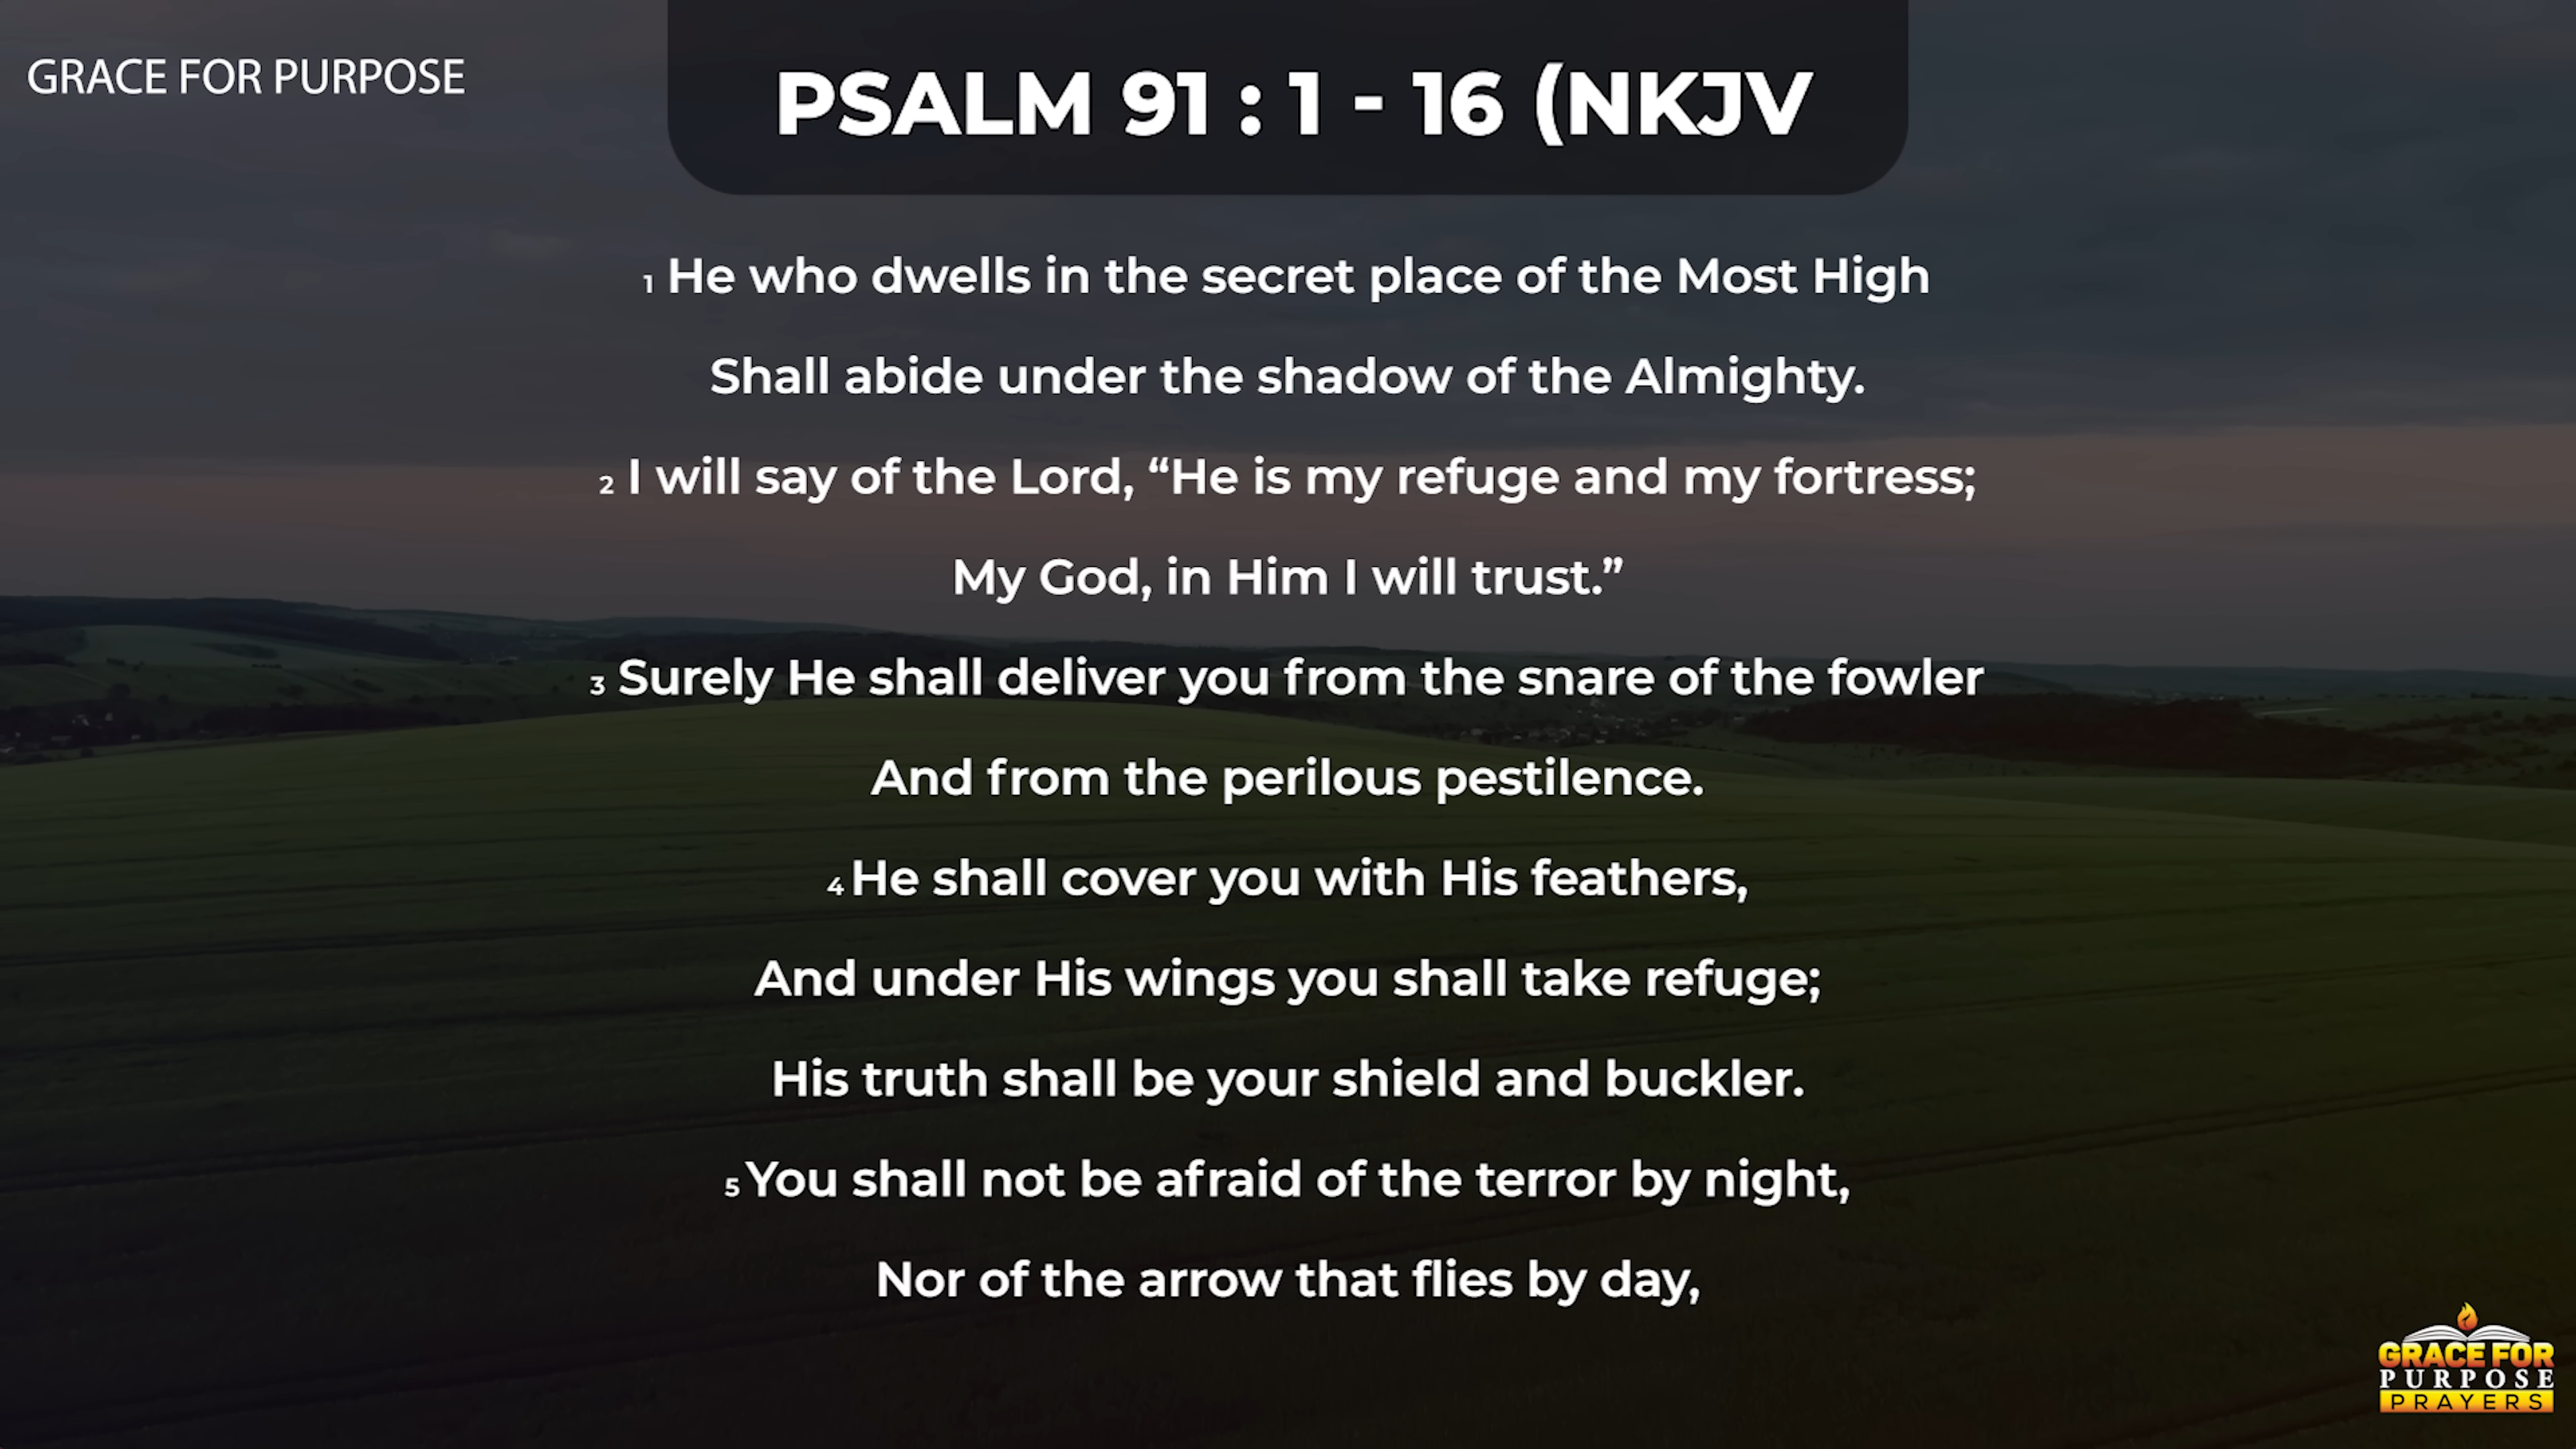 GRACE FOR PURPOSE
PSALM 91 : 1 - 16 (NKJV
1 He who dwells in the secret place of the Most High
Shall abide under the shadow of the Almighty.
2 I will say of the Lord, “He is my refuge and my fortress;
My God, in Him I will trust.”
3 Surely He shall deliver you from the snare of the fowler
And from the perilous pestilence.
4 He shall cover you with His feathers,
And under His wings you shall take refuge;
His truth shall be your shield and buckler.
5 You shall not be afraid of the terror by night,
Nor of the arrow that flies by day,
GRACE FOR
PURPOSE
PRAYERS